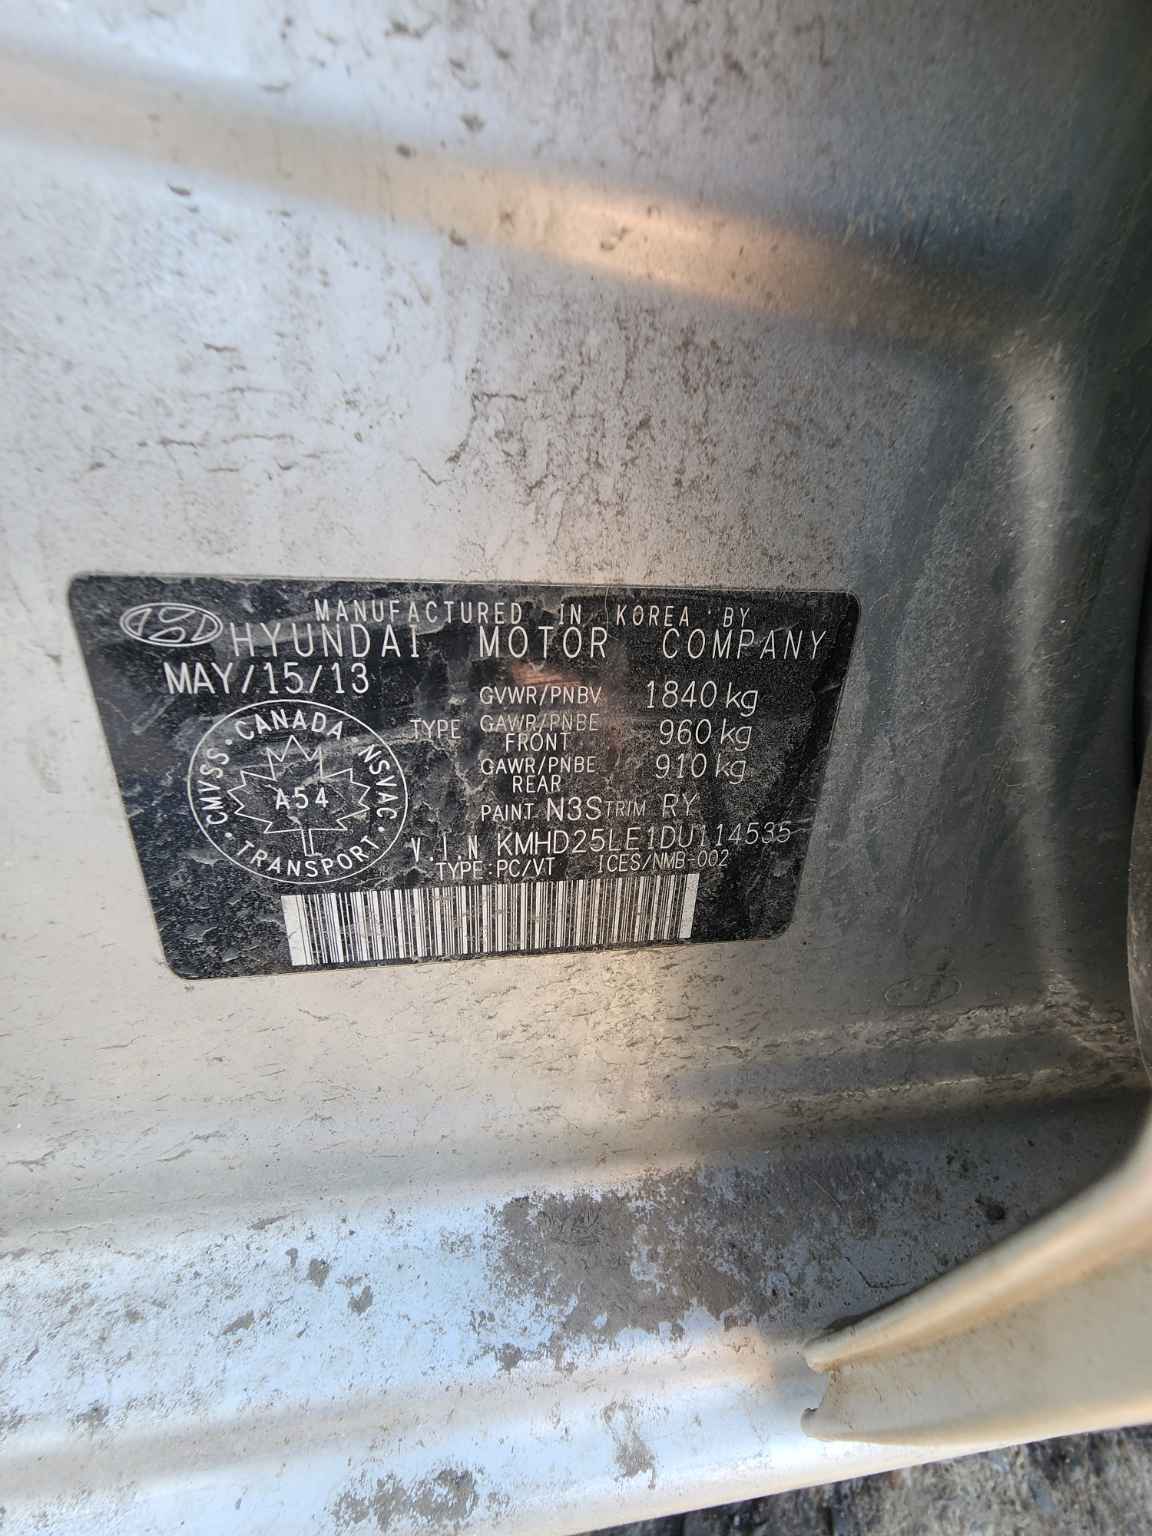 MANUFACTURED IN KOREA BY
HYUNDAI MOTOR COMPANY
MAY/15/13
GVWR/PNBV 1840 kg
TYPE GAWR/PNBE FRONT 960 kg
GAWR/PNBE REAR 910 kg
PAINT N3S TRIM RY
V.I.N KMHD25LE1DU114535
TYPE:PC/VT ICES/NMB-002
CANADA
CMVSS NSVAC
A54
TRANSPORT